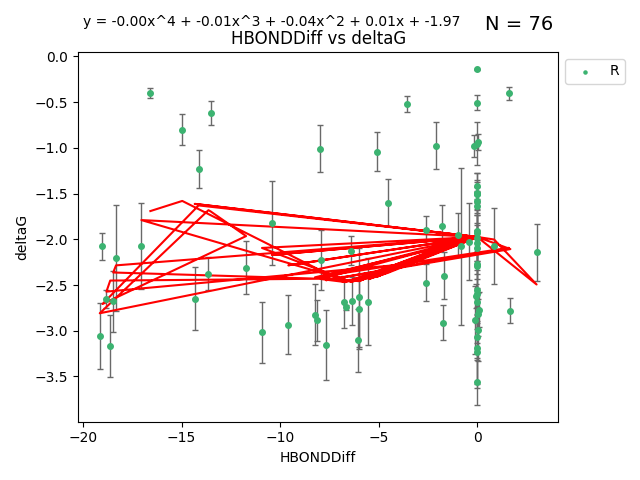 y = -0.00x^4 + -0.01x^3 + -0.04x^2 + 0.01x + -1.97
N = 76
HBONDDiff vs deltaG
R
0.0
−0.5
−1.0
−1.5
−2.0
−2.5
−3.0
−3.5
deltaG
−20
−15
−10
−5
0
HBONDDiff